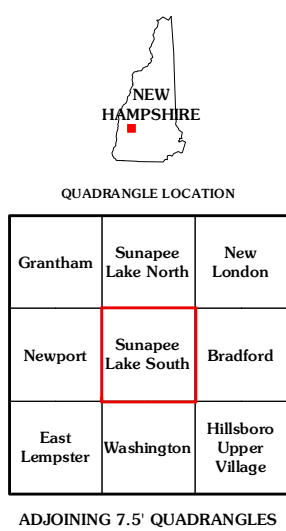 NEW
HAMPSHIRE
QUADRANGLE LOCATION
Grantham
Sunapee
Lake North
New
London
Newport
Sunapee
Lake South
Bradford
East
Lempster
Washington
Hillsboro
Upper
Village
ADJOINING 7.5' QUADRANGLES